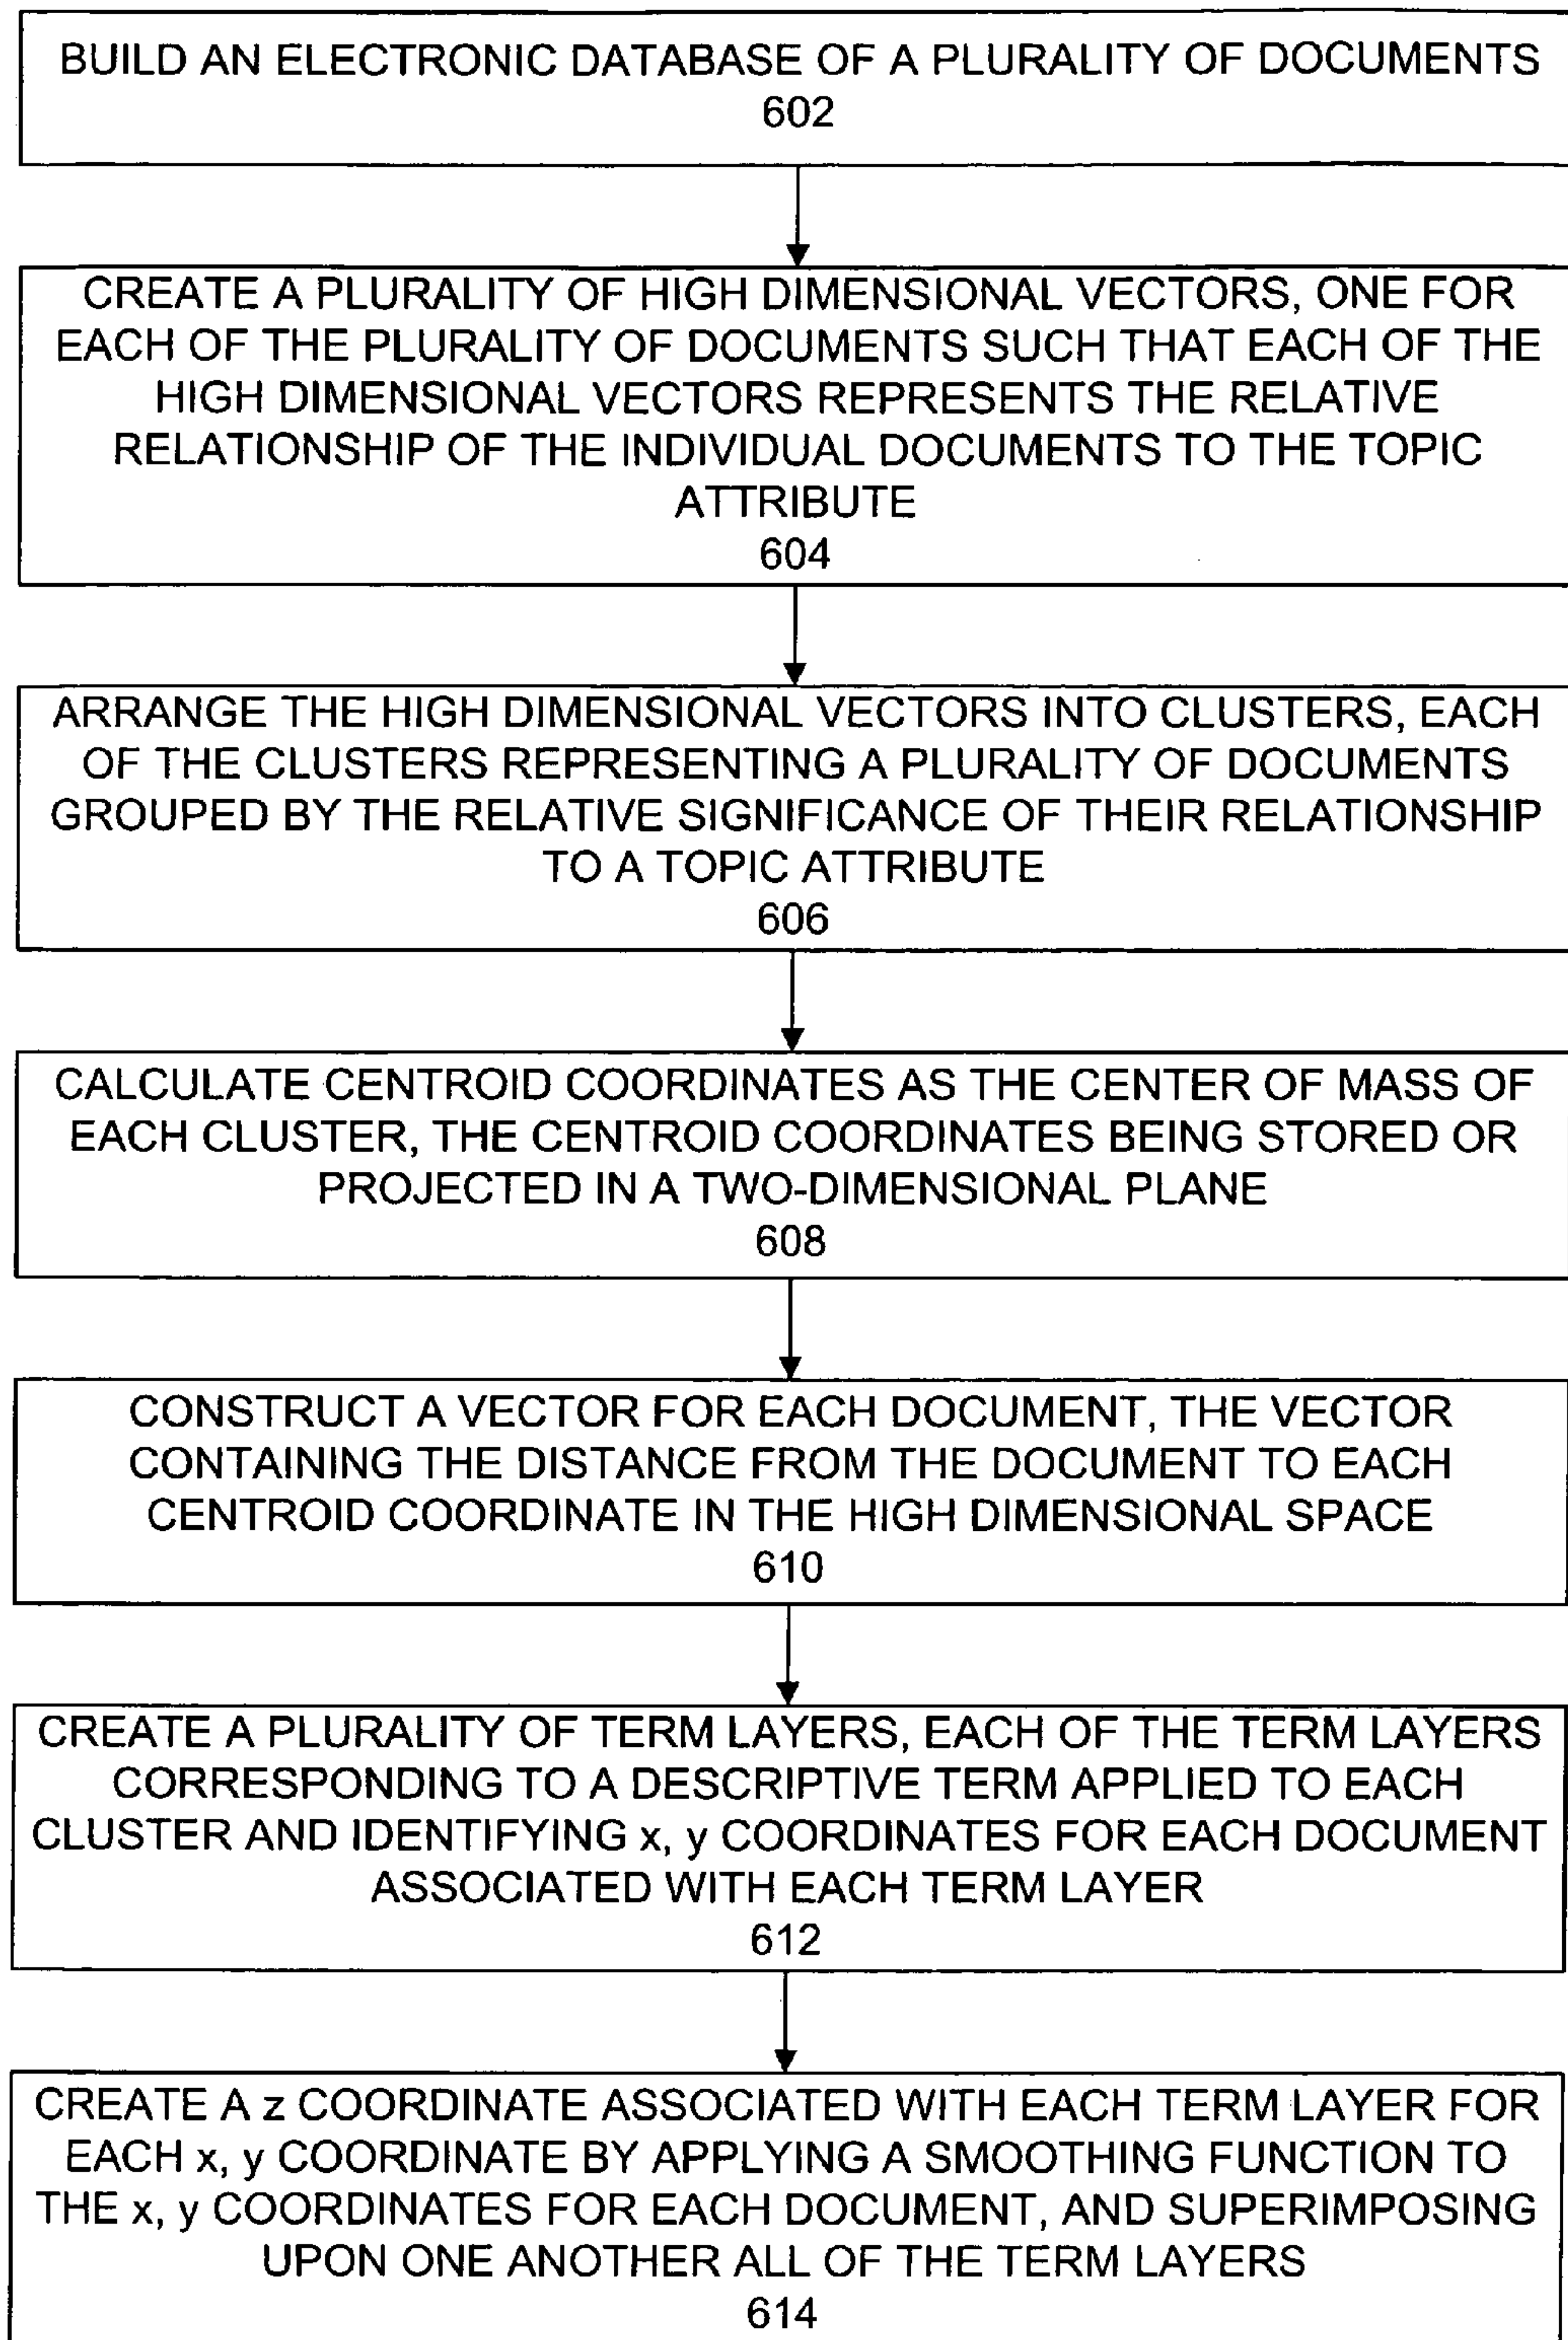 BUILD AN ELECTRONIC DATABASE OF A PLURALITY OF DOCUMENTS
602
CREATE A PLURALITY OF HIGH DIMENSIONAL VECTORS, ONE FOR
EACH OF THE PLURALITY OF DOCUMENTS SUCH THAT EACH OF THE
HIGH DIMENSIONAL VECTORS REPRESENTS THE RELATIVE
RELATIONSHIP OF THE INDIVIDUAL DOCUMENTS TO THE TOPIC
ATTRIBUTE
604
ARRANGE THE HIGH DIMENSIONAL VECTORS INTO CLUSTERS, EACH
OF THE CLUSTERS REPRESENTING A PLURALITY OF DOCUMENTS
GROUPED BY THE RELATIVE SIGNIFICANCE OF THEIR RELATIONSHIP
TO A TOPIC ATTRIBUTE
606
CALCULATE CENTROID COORDINATES AS THE CENTER OF MASS OF
EACH CLUSTER, THE CENTROID COORDINATES BEING STORED OR
PROJECTED IN A TWO-DIMENSIONAL PLANE
608
CONSTRUCT A VECTOR FOR EACH DOCUMENT, THE VECTOR
CONTAINING THE DISTANCE FROM THE DOCUMENT TO EACH
CENTROID COORDINATE IN THE HIGH DIMENSIONAL SPACE
610
CREATE A PLURALITY OF TERM LAYERS, EACH OF THE TERM LAYERS
CORRESPONDING TO A DESCRIPTIVE TERM APPLIED TO EACH
CLUSTER AND IDENTIFYING x, y COORDINATES FOR EACH DOCUMENT
ASSOCIATED WITH EACH TERM LAYER
612
CREATE A z COORDINATE ASSOCIATED WITH EACH TERM LAYER FOR
EACH x, y COORDINATE BY APPLYING A SMOOTHING FUNCTION TO
THE x, y COORDINATES FOR EACH DOCUMENT, AND SUPERIMPOSING
UPON ONE ANOTHER ALL OF THE TERM LAYERS
614